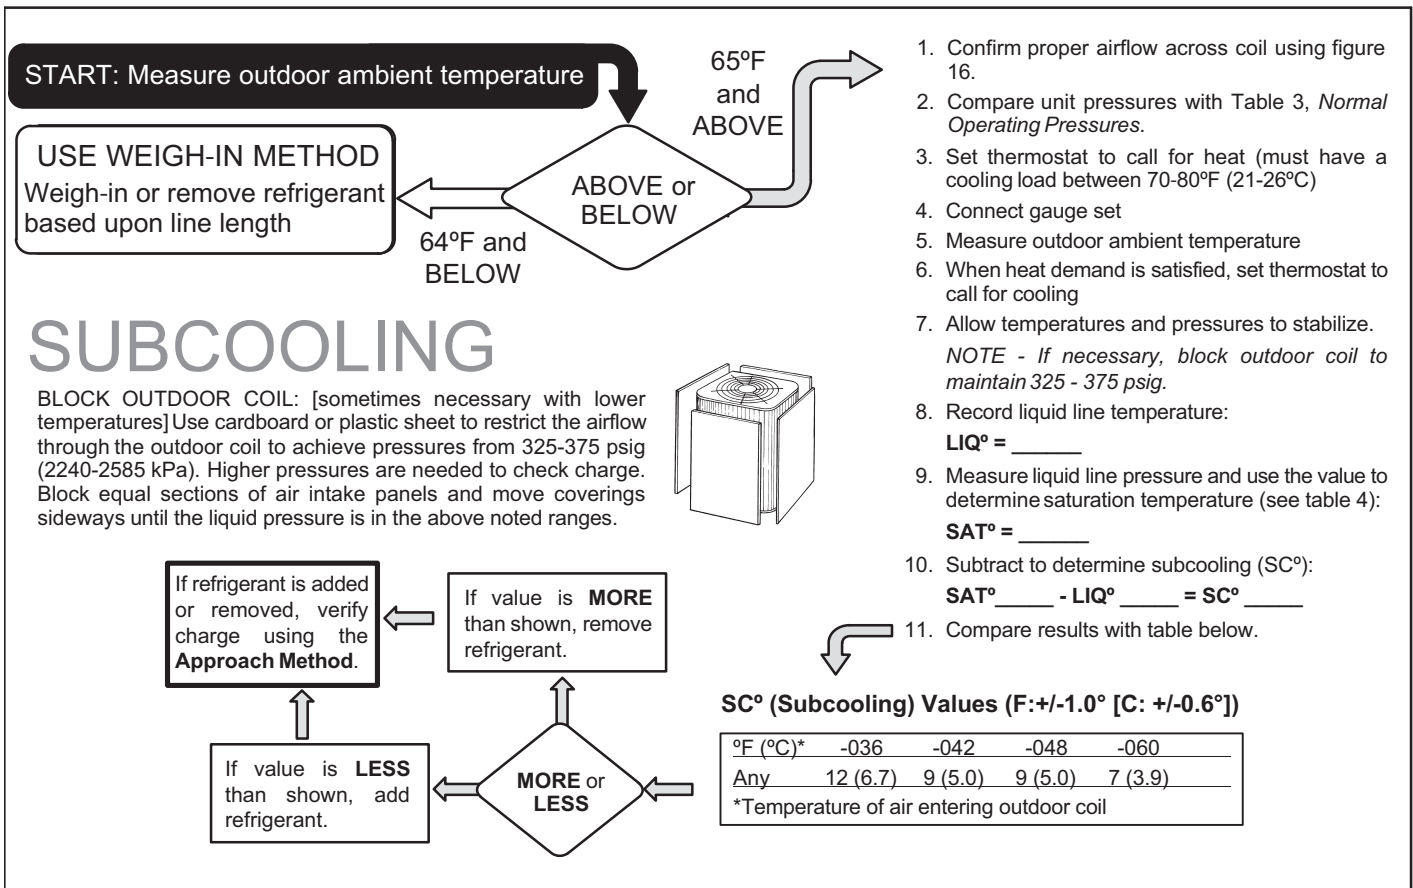 START: Measure outdoor ambient temperature
USE WEIGH-IN METHOD
Weigh-in or remove refrigerant
based upon line length
ABOVE or
BELOW
64ºF and
BELOW
65ºF
and
ABOVE
1. Confirm proper airflow across coil using figure
16.
2. Compare unit pressures with Table 3, Normal
Operating Pressures.
3. Set thermostat to call for heat (must have a
cooling load between 70-80ºF (21-26ºC)
4. Connect gauge set
5. Measure outdoor ambient temperature
6. When heat demand is satisfied, set thermostat to
call for cooling
7. Allow temperatures and pressures to stabilize.
NOTE - If necessary, block outdoor coil to
maintain 325 - 375 psig.
8. Record liquid line temperature:
LIQº = ______
9. Measure liquid line pressure and use the value to
determine saturation temperature (see table 4):
SATº = ______
10. Subtract to determine subcooling (SCº):
SATº_____ - LIQº _____ = SCº _____
11. Compare results with table below.
SUBCOOLING
BLOCK OUTDOOR COIL: [sometimes necessary with lower
temperatures] Use cardboard or plastic sheet to restrict the airflow
through the outdoor coil to achieve pressures from 325-375 psig
(2240-2585 kPa). Higher pressures are needed to check charge.
Block equal sections of air intake panels and move coverings
sideways until the liquid pressure is in the above noted ranges.
SCº (Subcooling) Values (F:+/-1.0° [C: +/-0.6°])
ºF (ºC)* -036 -042 -048 -060
Any 12 (6.7) 9 (5.0) 9 (5.0) 7 (3.9)
*Temperature of air entering outdoor coil
MORE or
LESS
If value is MORE
than shown, remove
refrigerant.
If value is LESS
than shown, add
refrigerant.
If refrigerant is added
or removed, verify
charge using the
Approach Method.